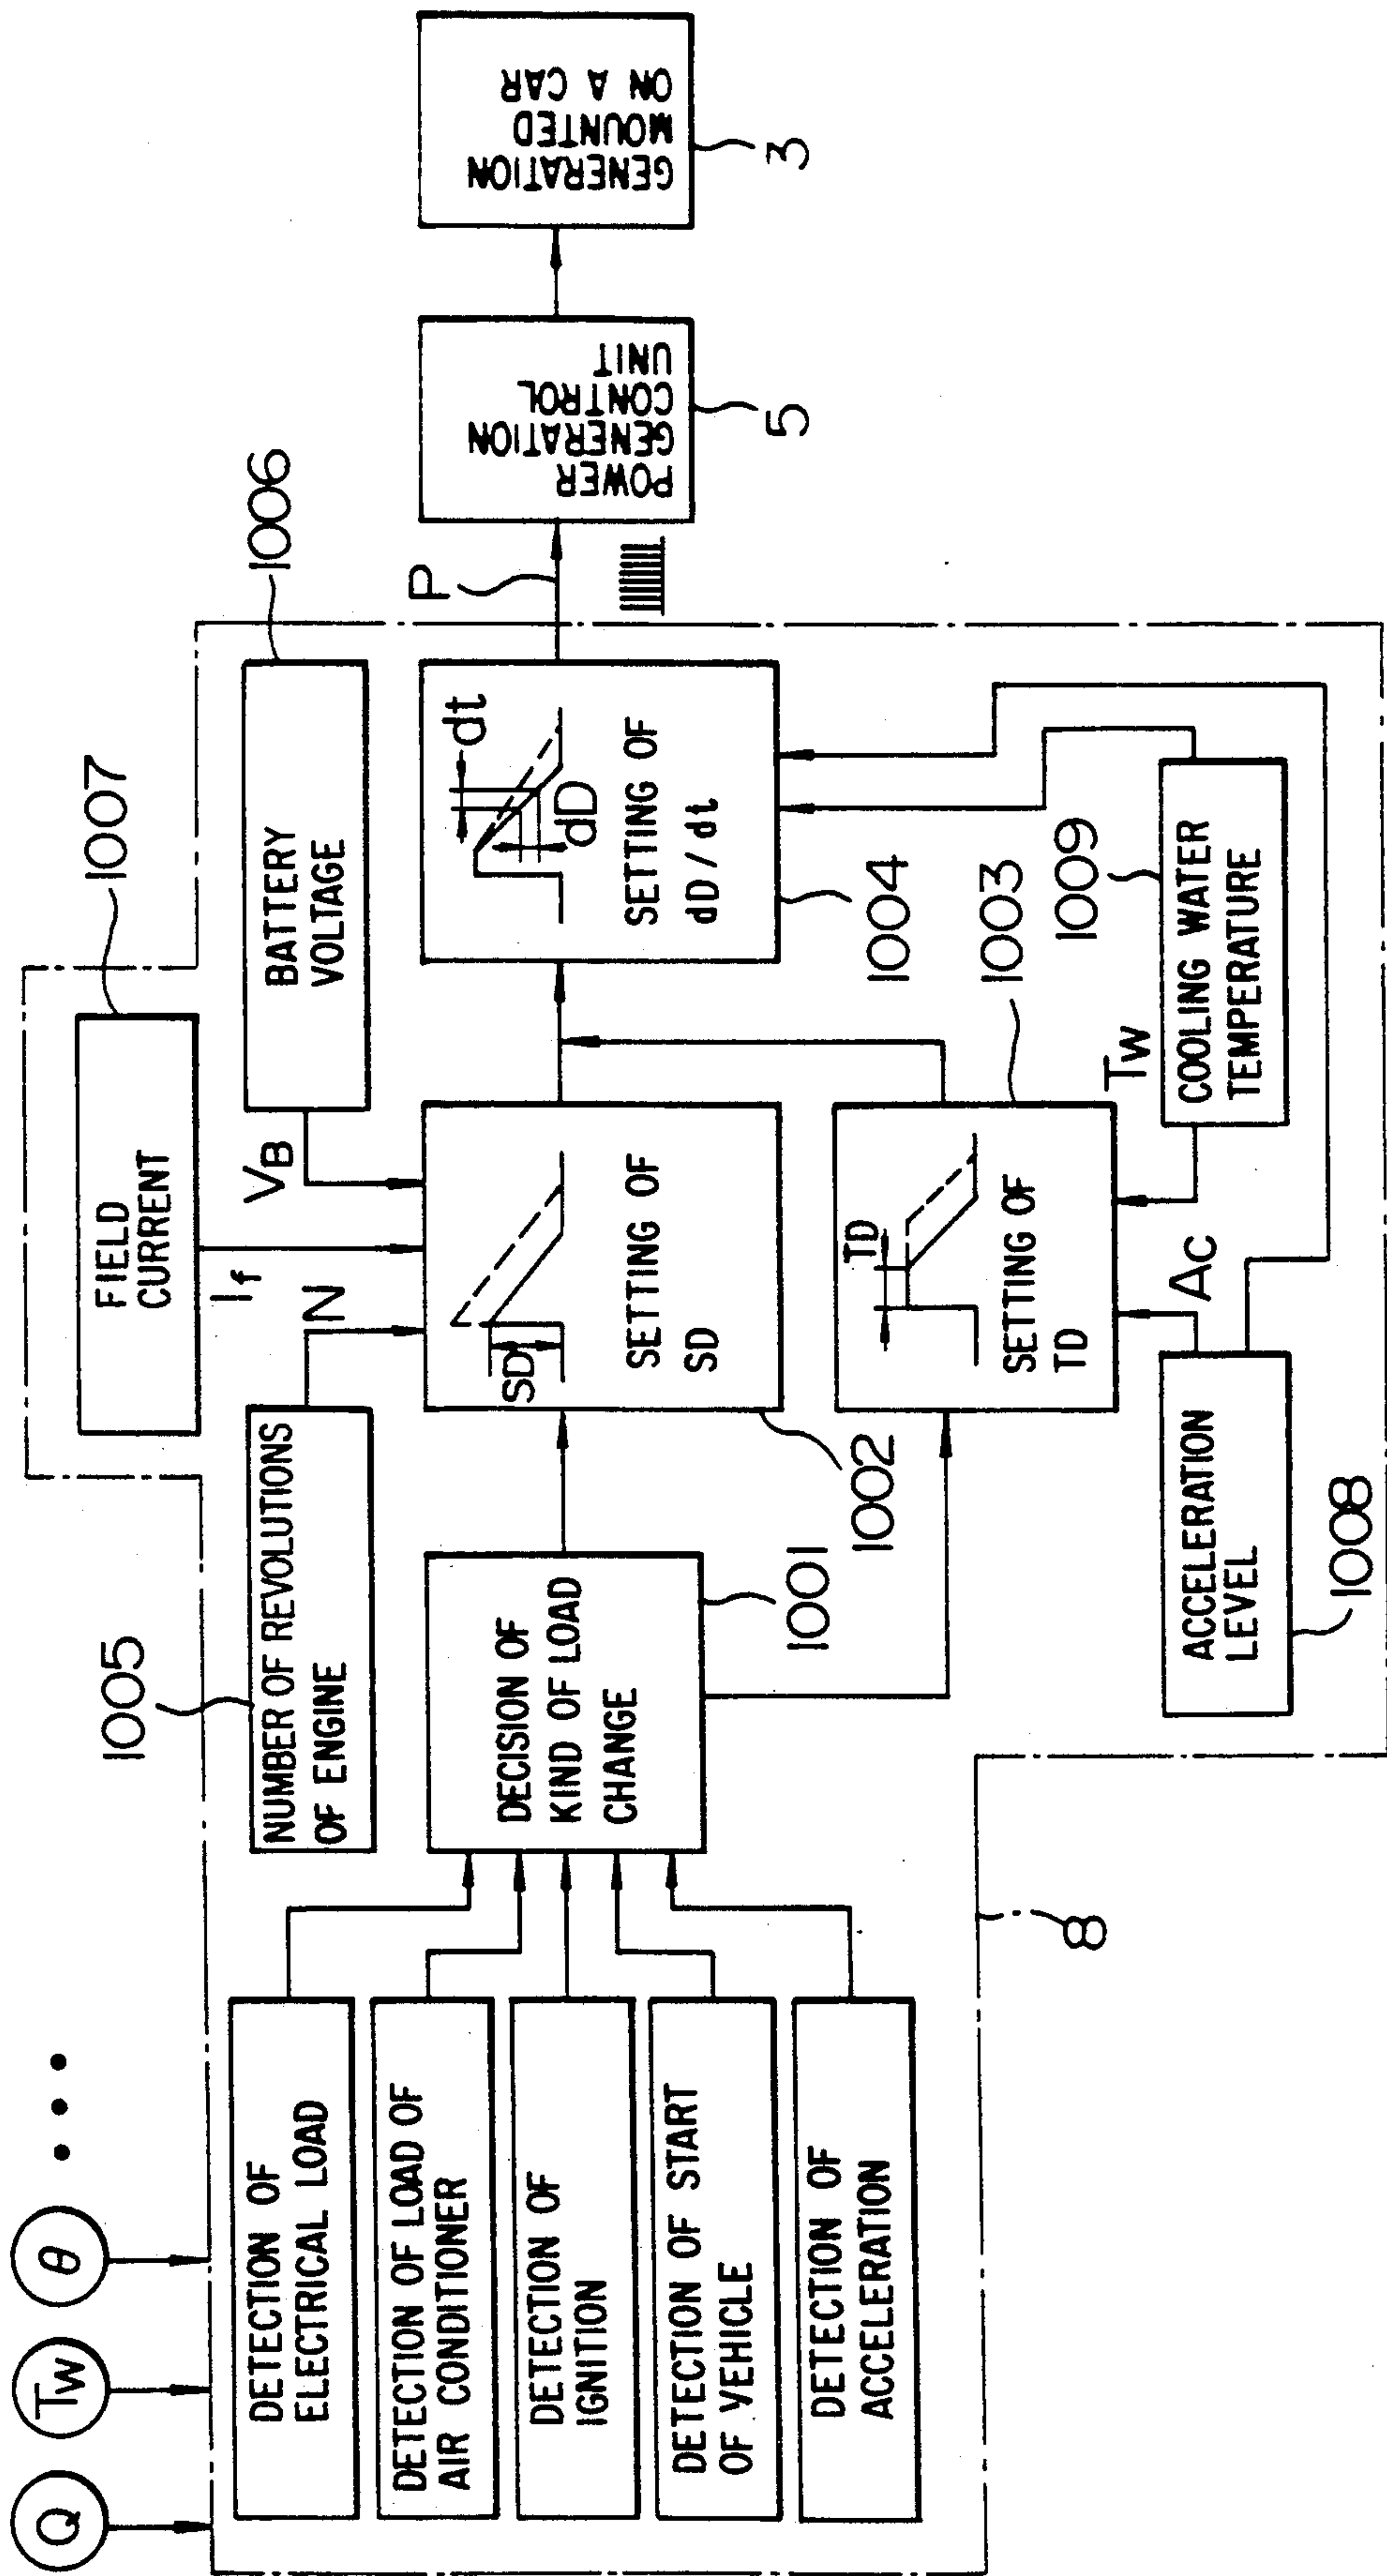 Q
Tw
θ
• • •
DETECTION OF
ELECTRICAL LOAD
DETECTION OF LOAD OF
AIR CONDITIONER
DETECTION OF
IGNITION
DETECTION OF START
OF VEHICLE
DETECTION OF
ACCELERATION
8
1005
NUMBER OF REVOLUTIONS
OF ENGINE
N
DECISION OF
KIND OF LOAD
CHANGE
1001
1007
FIELD
CURRENT
If
1006
BATTERY
VOLTAGE
VB
SD
SETTING OF
SD
1002
TD
SETTING OF
TD
1003
ACCELERATION
LEVEL
1008
AC
Tw
COOLING WATER
TEMPERATURE
1009
dt
dD
SETTING OF
dD/dt
1004
P
POWER
GENERATION
CONTROL
UNIT
5
GENERATION
MOUNTED
ON A CAR
3